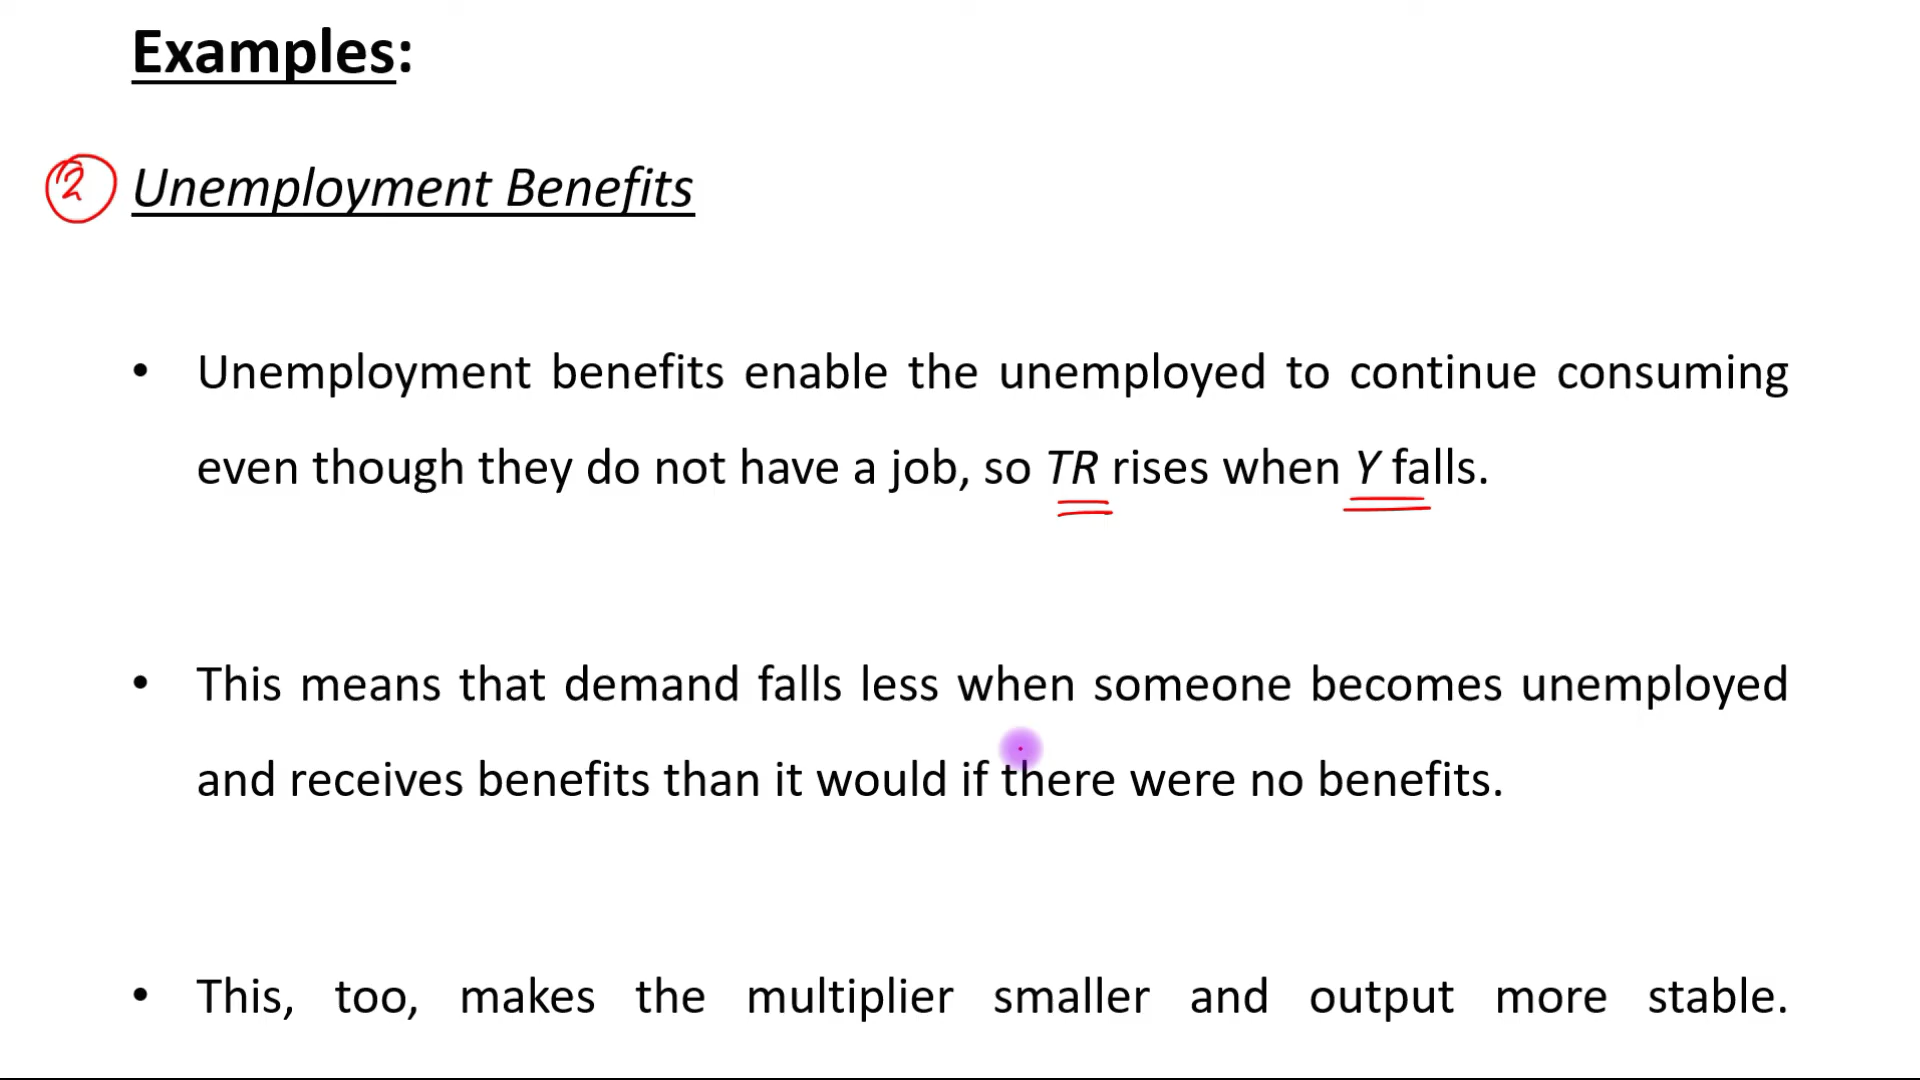 Examples:
2 Unemployment Benefits
• Unemployment benefits enable the unemployed to continue consuming
even though they do not have a job, so TR rises when Y falls.
• This means that demand falls less when someone becomes unemployed
and receives benefits than it would if there were no benefits.
• This, too, makes the multiplier smaller and output more stable.